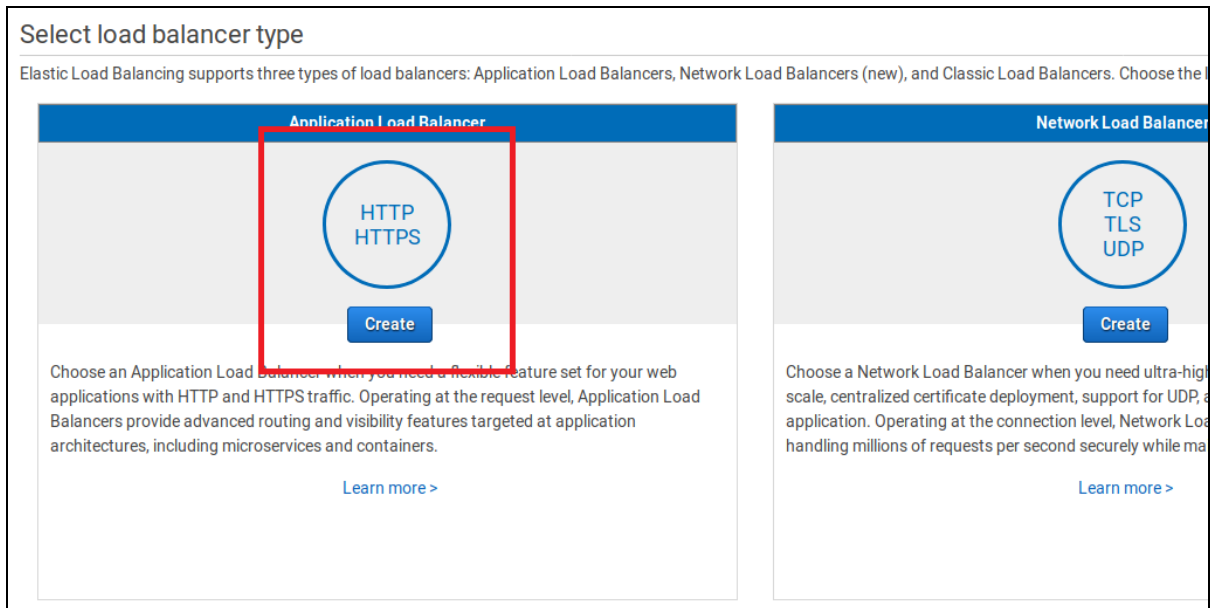 Select load balancer type
Elastic Load Balancing supports three types of load balancers: Application Load Balancers, Network Load Balancers (new), and Classic Load Balancers. Choose the
Application Load Balancer
HTTP
HTTPS
Create
Choose an Application Load Balancer when you need a flexible feature set for your web
applications with HTTP and HTTPS traffic. Operating at the request level, Application Load
Balancers provide advanced routing and visibility features targeted at application
architectures, including microservices and containers.
Learn more >
Network Load Balancer
TCP
TLS
UDP
Create
Choose a Network Load Balancer when you need ultra-high
scale, centralized certificate deployment, support for UDP,
application. Operating at the connection level, Network
handling millions of requests per second securely while
Learn more >